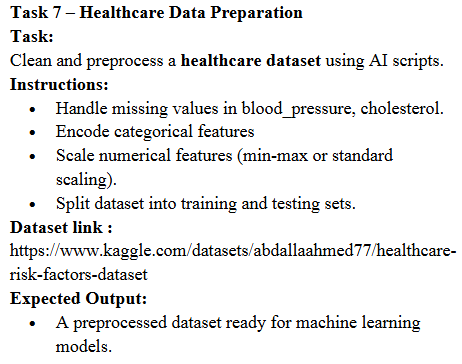 Task 7 – Healthcare Data Preparation
Task:
Clean and preprocess a healthcare dataset using AI scripts.
Instructions:
• Handle missing values in blood_pressure, cholesterol.
• Encode categorical features
• Scale numerical features (min-max or standard
scaling).
• Split dataset into training and testing sets.
Dataset link :
https://www.kaggle.com/datasets/abdallaahmed77/healthcare-
risk-factors-dataset
Expected Output:
• A preprocessed dataset ready for machine learning
models.